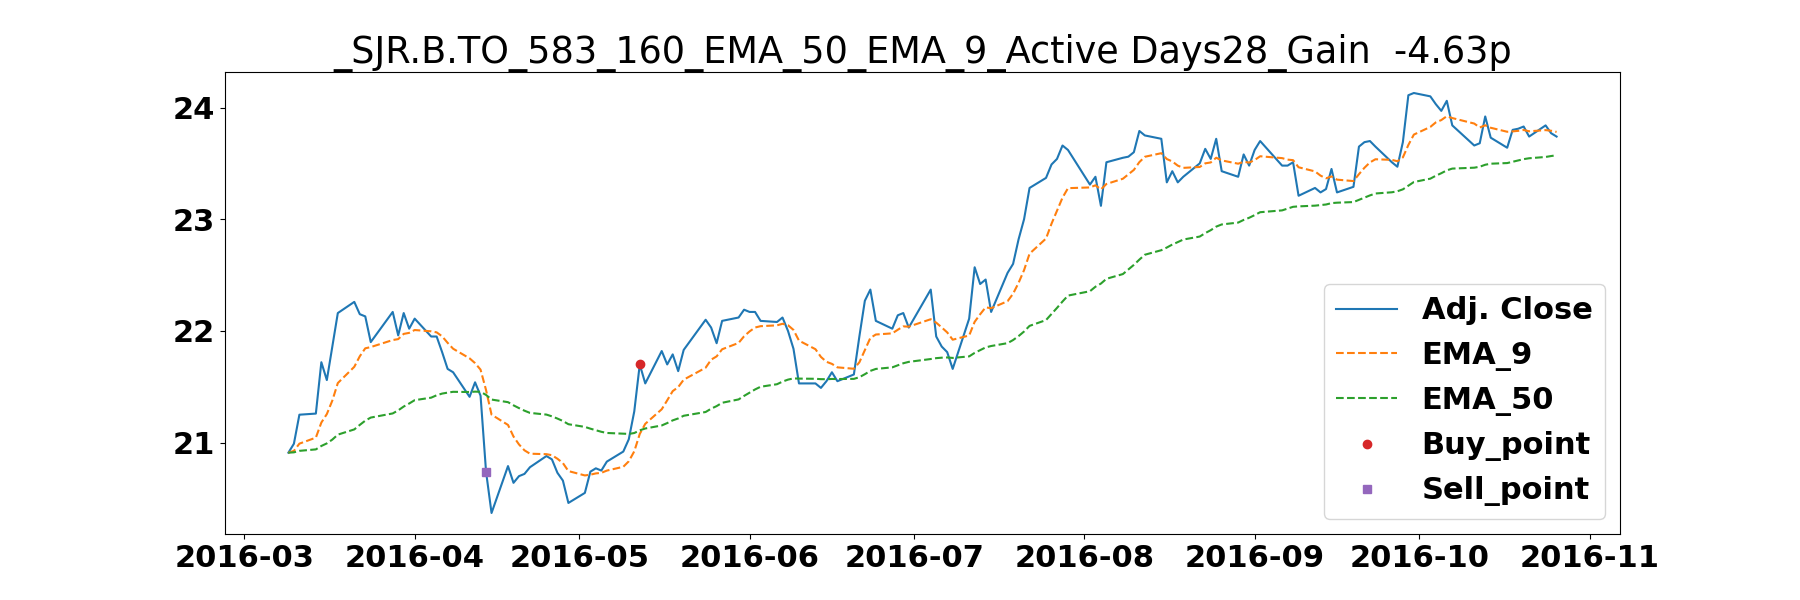 _SJR.B.TO_583_160_EMA_50_EMA_9_Active Days28_Gain  -4.63p
24
23
22
21
Adj. Close
EMA_9
EMA_50
Buy_point
Sell_point
2016-03 2016-04 2016-05 2016-06 2016-07 2016-08 2016-09 2016-10 2016-11